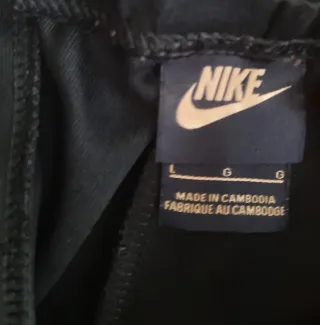 NIKE
L G G
MADE IN CAMBODIA
FABRIQUE AU CAMBODGE